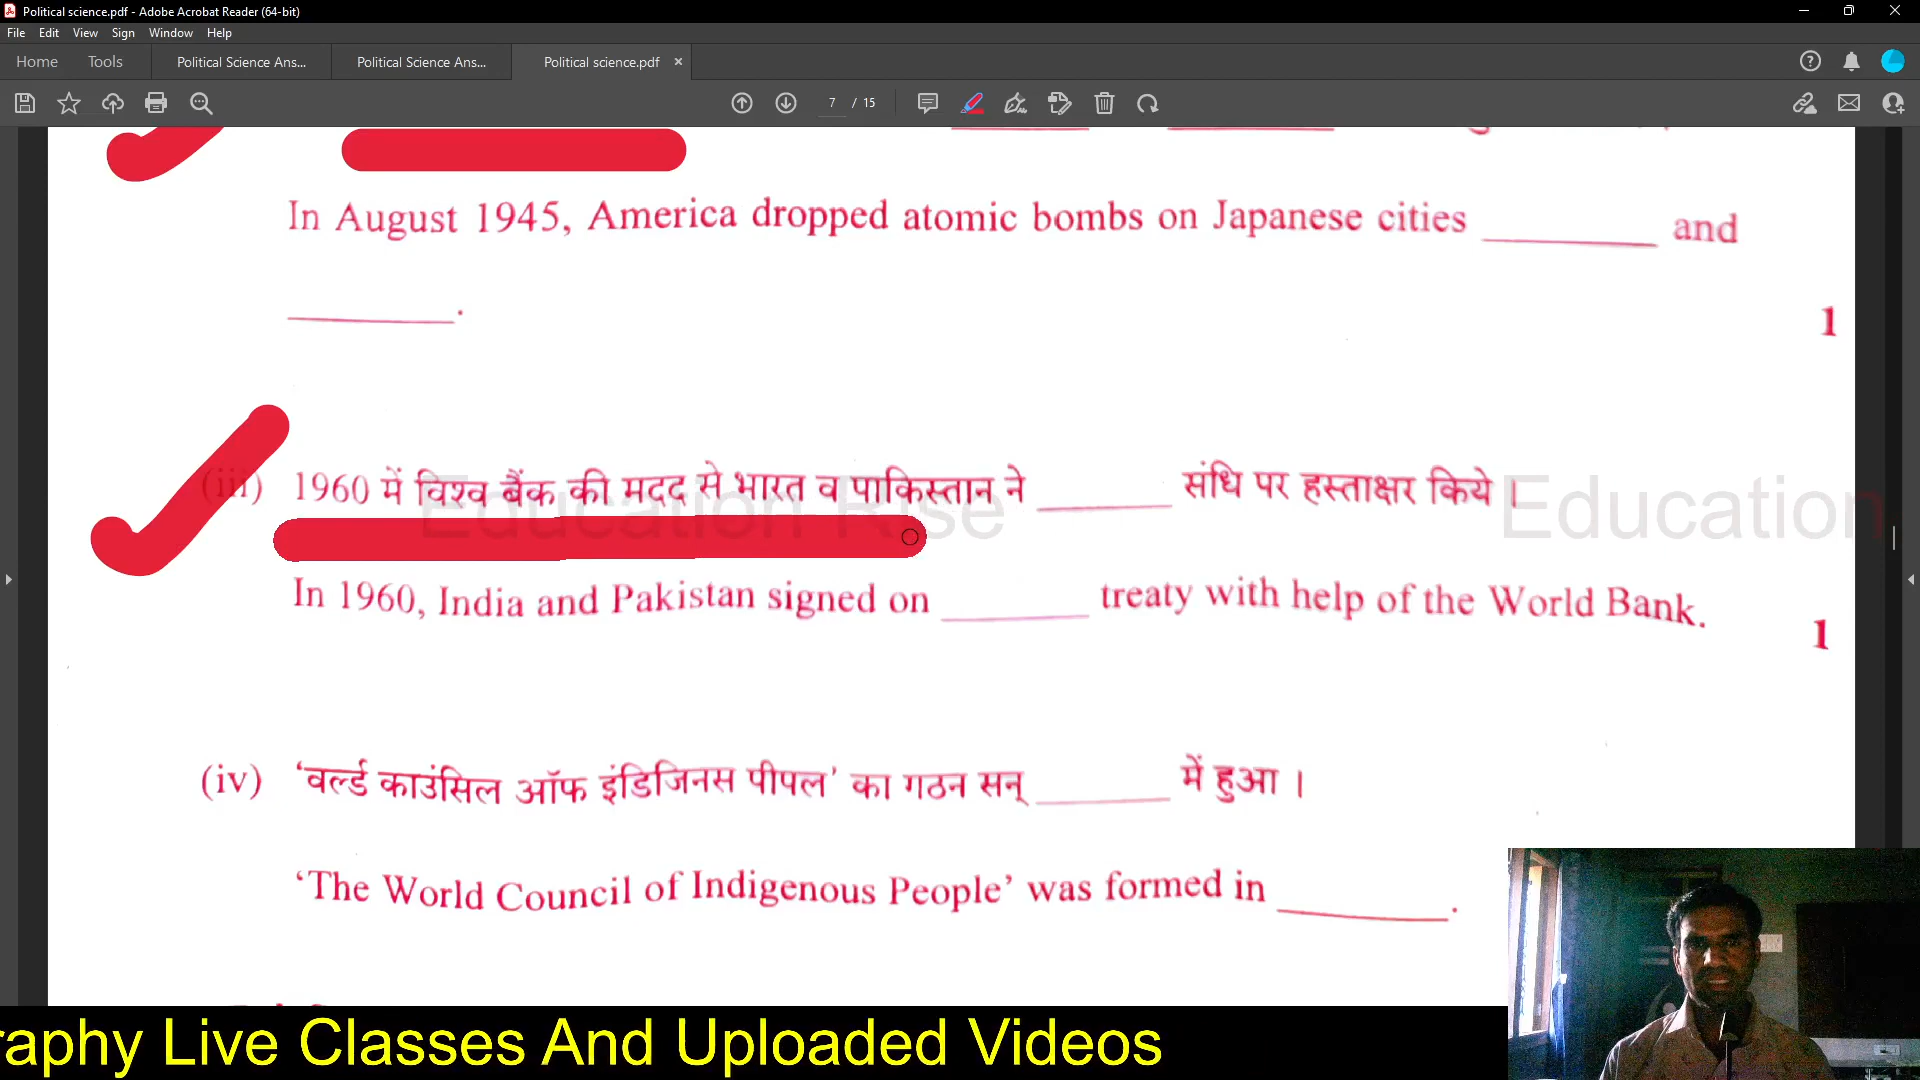 Political science.pdf - Adobe Acrobat Reader (64-bit)
File Edit View Sign Window Help
Home Tools Political Science Ans... Political Science Ans... Political science.pdf
7 / 15
In August 1945, America dropped atomic bombs on Japanese cities ________ and
________.
1
(iii) 1960 में विश्व बैंक की मदद से भारत व पाकिस्तान ने ________ संधि पर हस्ताक्षर किये ।
Education Rise Education
In 1960, India and Pakistan signed on ________ treaty with help of the World Bank.
1
(iv) ‘वर्ल्ड काउंसिल ऑफ इंडिजिनस पीपल’ का गठन सन् ________ में हुआ ।
‘The World Council of Indigenous People’ was formed in ________.
raphy Live Classes And Uploaded Videos